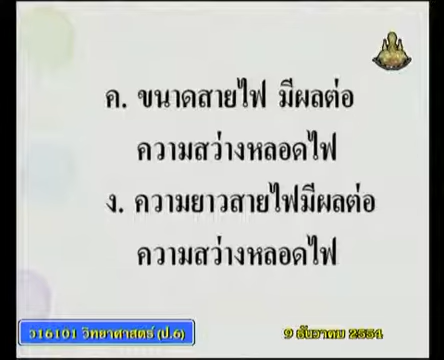 ค. ขนาดสายไฟ มีผลต่อ
ความสว่างหลอดไฟ
ง. ความยาวสายไฟมีผลต่อ
ความสว่างหลอดไฟ
ว16101 วิทยาศาสตร์ (ป.6)
9 ธันวาคม 2554